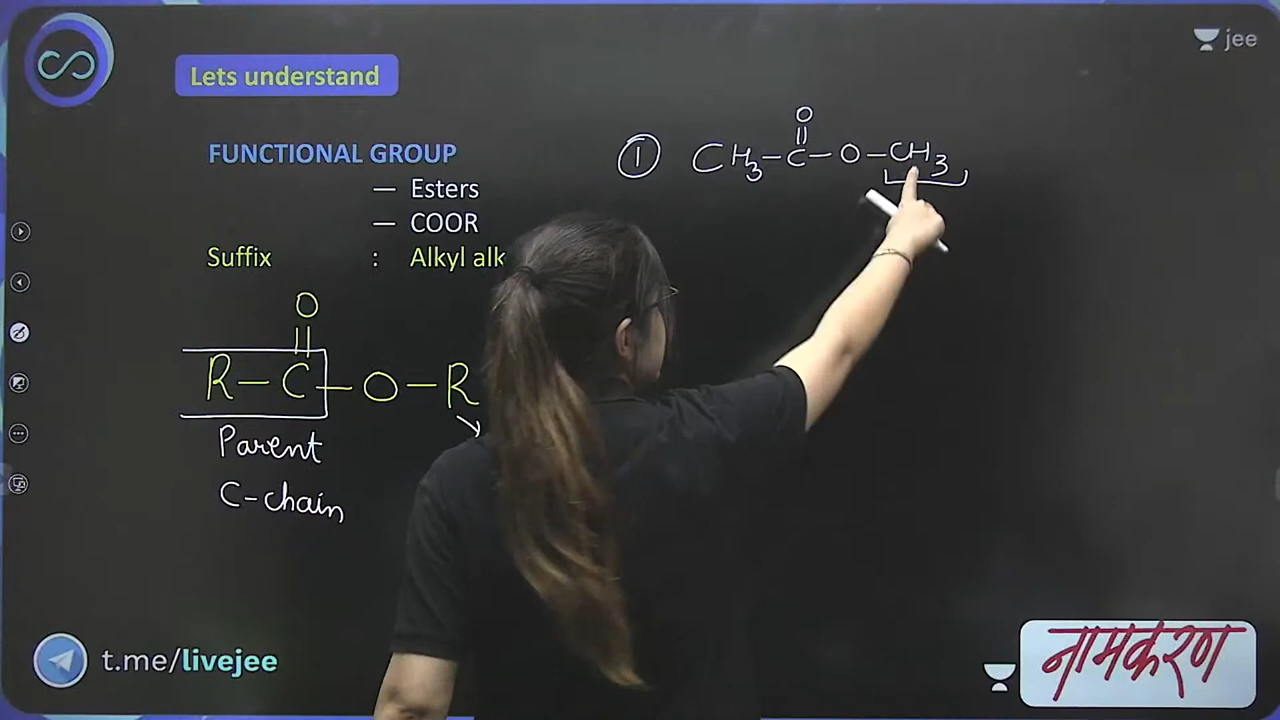 jee
Lets understand
FUNCTIONAL GROUP
— Esters
— COOR
Suffix : Alkyl alk
① CH₃—C—O—CH₃
O
O
R—C—O—R
Parent
C-chain
t.me/livejee
नामकरण